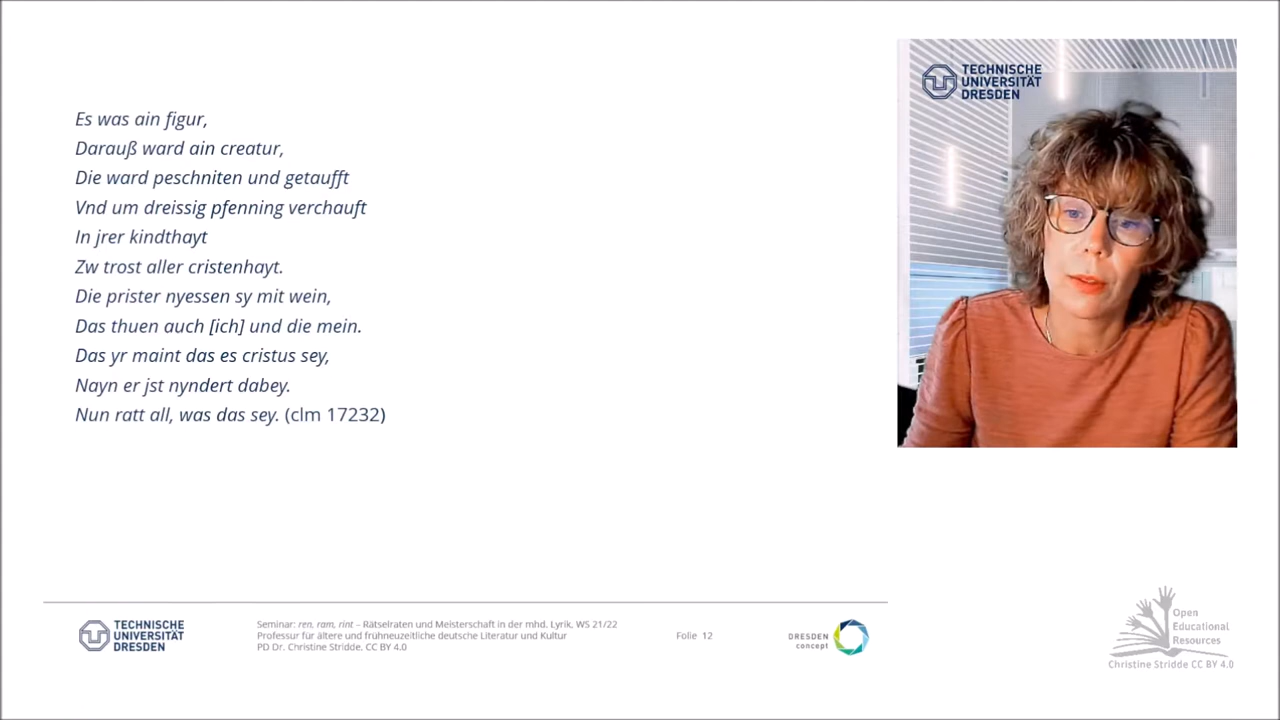 Es was ain figur,
Darauß ward ain creatur,
Die ward peschniten und getaufft
Vnd um dreissig pfenning verchauft
In jrer kindthayt
Zw trost aller cristenhayt.
Die prister nyessen sy mit wein,
Das thuen auch [ich] und die mein.
Das yr maint das es cristus sey,
Nayn er jst nyndert dabey.
Nun ratt all, was das sey. (clm 17232)
TECHNISCHE
UNIVERSITÄT
DRESDEN
TECHNISCHE
UNIVERSITÄT
DRESDEN
Seminar: ren, ram, rint – Rätselraten und Meisterschaft in der mhd. Lyrik, WS 21/22
Professur für ältere und frühneuzeitliche deutsche Literatur und Kultur
PD Dr. Christine Stridde. CC BY 4.0
Folie 12
DRESDEN
concept
Open
Educational
Resources
Christine Stridde CC BY 4.0